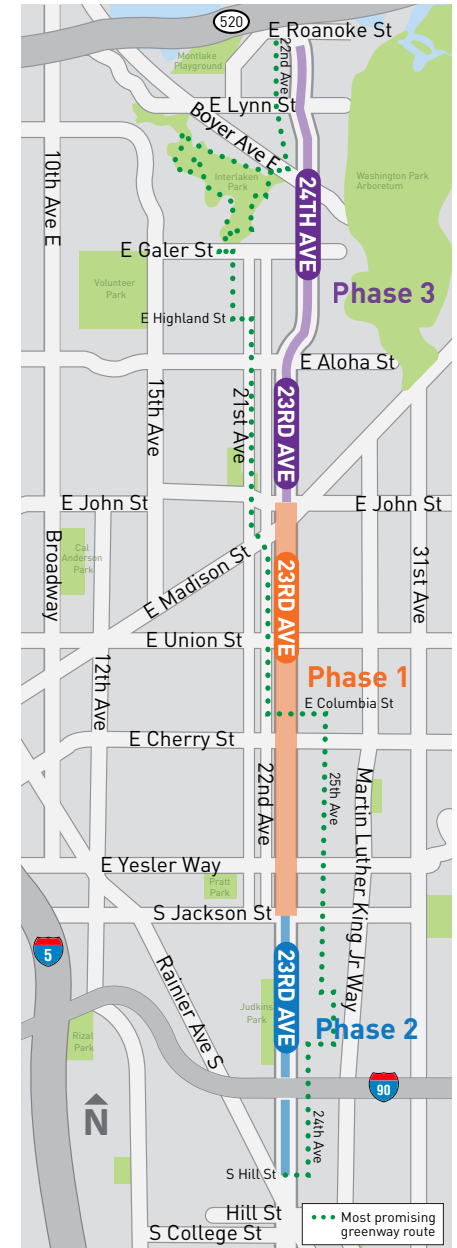 520
E Roanoke St
22nd Ave
Montlake
Playground
E Lynn St
Boyer Ave E
10th Ave E
Interlaken
Park
Washington Park
Arboretum
24TH AVE
E Galer St
Volunteer
Park
Phase 3
E Highland St
E Aloha St
15th Ave
21st Ave
23RD AVE
E John St
E John St
Broadway
Cal
Anderson
Park
E Madison St
23RD AVE
31st Ave
E Union St
12th Ave
Phase 1
E Columbia St
E Cherry St
22nd Ave
25th Ave
Martin Luther King Jr Way
E Yesler Way
Pratt
Park
S Jackson St
5
23RD AVE
Rainier Ave S
Judkins
Park
Phase 2
Rizal
Park
90
N
24th Ave
S Hill St
Hill St
S College St
Most promising
greenway route